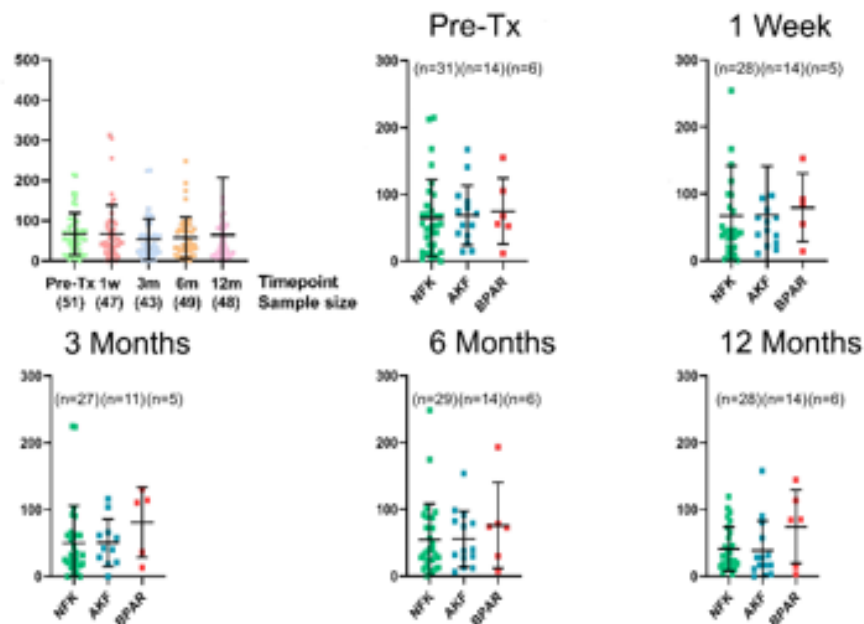 Pre-Tx
1 Week
500
400
300
200
100
0
Pre-Tx 1w 3m 6m 12m Timepoint
(51) (47) (43) (49) (48) Sample size
300
200
100
0
(n=31)(n=14)(n=6)
NFK AKF BPAR
300
200
100
0
(n=28)(n=14)(n=5)
NFK AKF BPAR
3 Months
6 Months
12 Months
300
200
100
0
(n=27)(n=11)(n=5)
NFK AKF BPAR
300
200
100
0
(n=29)(n=14)(n=6)
NFK AKF BPAR
300
200
100
0
(n=28)(n=14)(n=6)
NFK AKF BPAR